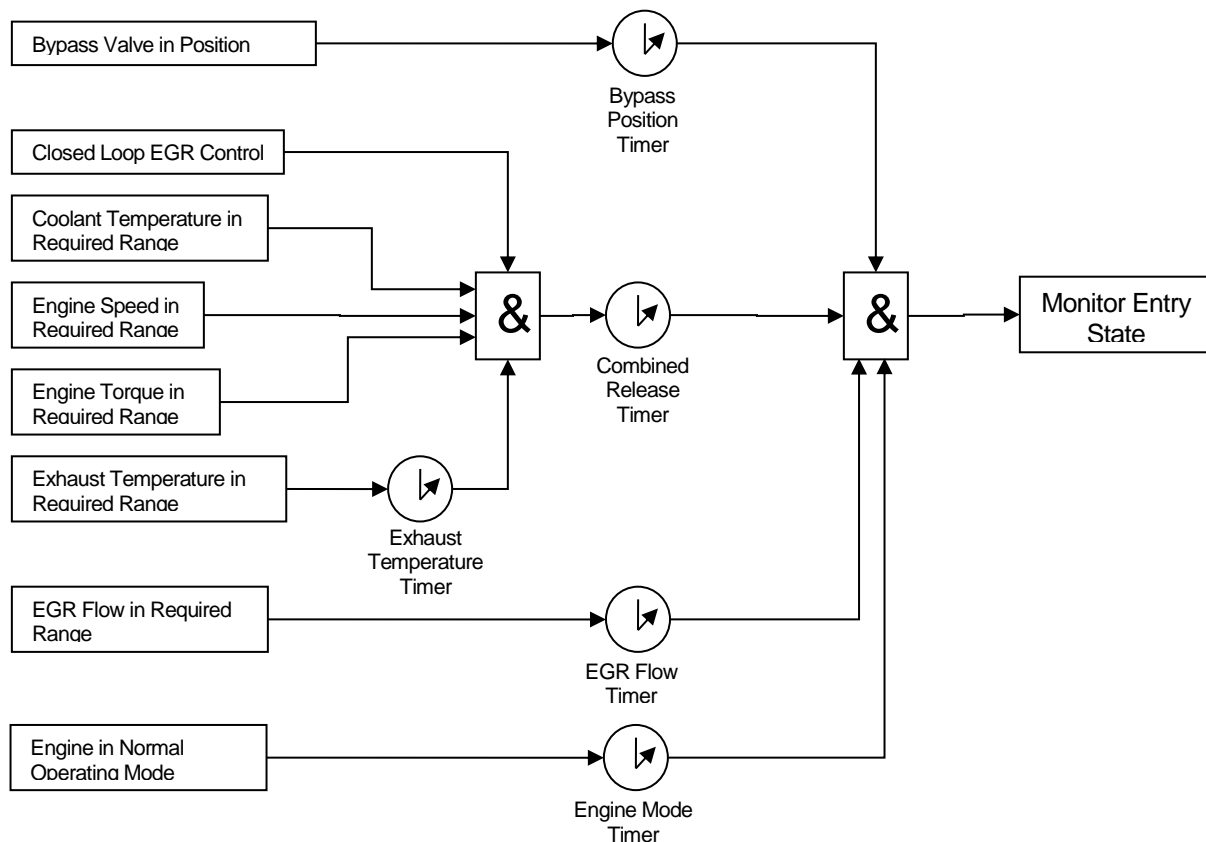 Bypass Valve in Position
Bypass
Position
Timer
Closed Loop EGR Control
Coolant Temperature in
Required Range
Engine Speed in
Required Range
Engine Torque in
Required Range
Exhaust Temperature in
Required Range
&
Combined
Release
Timer
&
Monitor Entry
State
Exhaust
Temperature
Timer
EGR Flow in Required
Range
EGR Flow
Timer
Engine in Normal
Operating Mode
Engine Mode
Timer